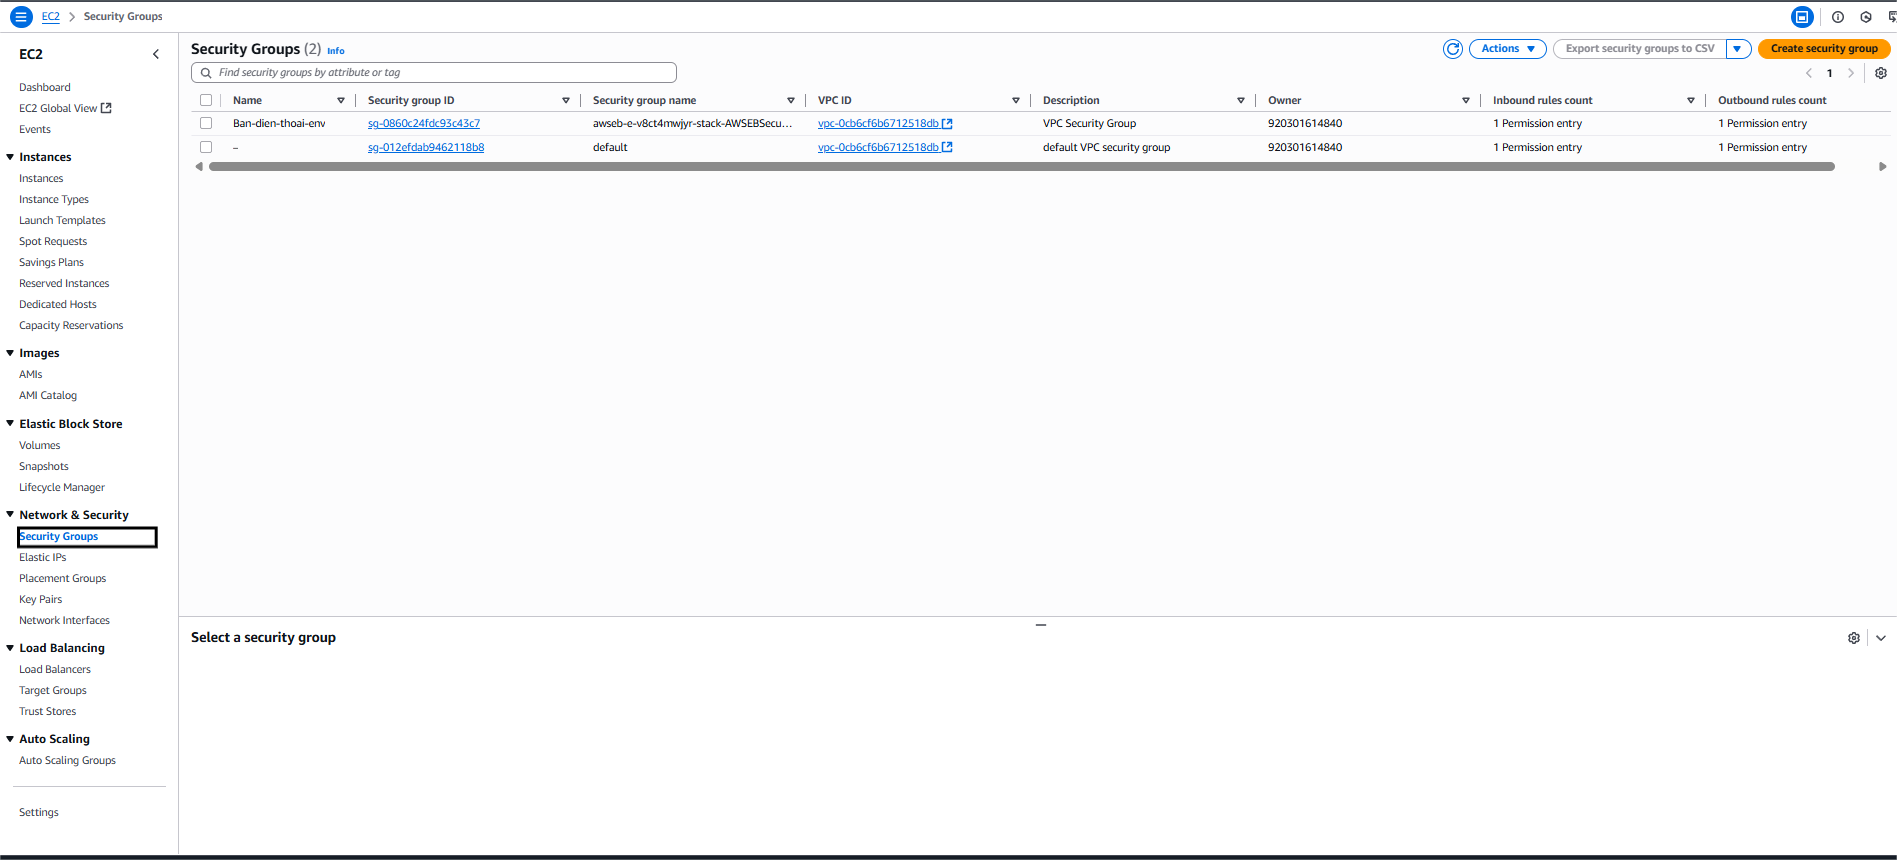 EC2 > Security Groups
EC2
Dashboard
EC2 Global View
Events
Instances
Instances
Instance Types
Launch Templates
Spot Requests
Savings Plans
Reserved Instances
Dedicated Hosts
Capacity Reservations
Images
AMIs
AMI Catalog
Elastic Block Store
Volumes
Snapshots
Lifecycle Manager
Network & Security
Security Groups
Elastic IPs
Placement Groups
Key Pairs
Network Interfaces
Load Balancing
Load Balancers
Target Groups
Trust Stores
Auto Scaling
Auto Scaling Groups
Settings
Security Groups (2) Info
Actions Export security groups to CSV Create security group
Find security groups by attribute or tag
1
Name Security group ID Security group name VPC ID Description Owner Inbound rules count Outbound rules count
Ban-dien-thoai-env sg-0860c24fdc93c43c7 awseb-e-v8ct4mwjyr-stack-AWSEBSecu... vpc-0cb6cf6b6712518db VPC Security Group 920301614840 1 Permission entry 1 Permission entry
– sg-012efdab9462118b8 default vpc-0cb6cf6b6712518db default VPC security group 920301614840 1 Permission entry 1 Permission entry
Select a security group